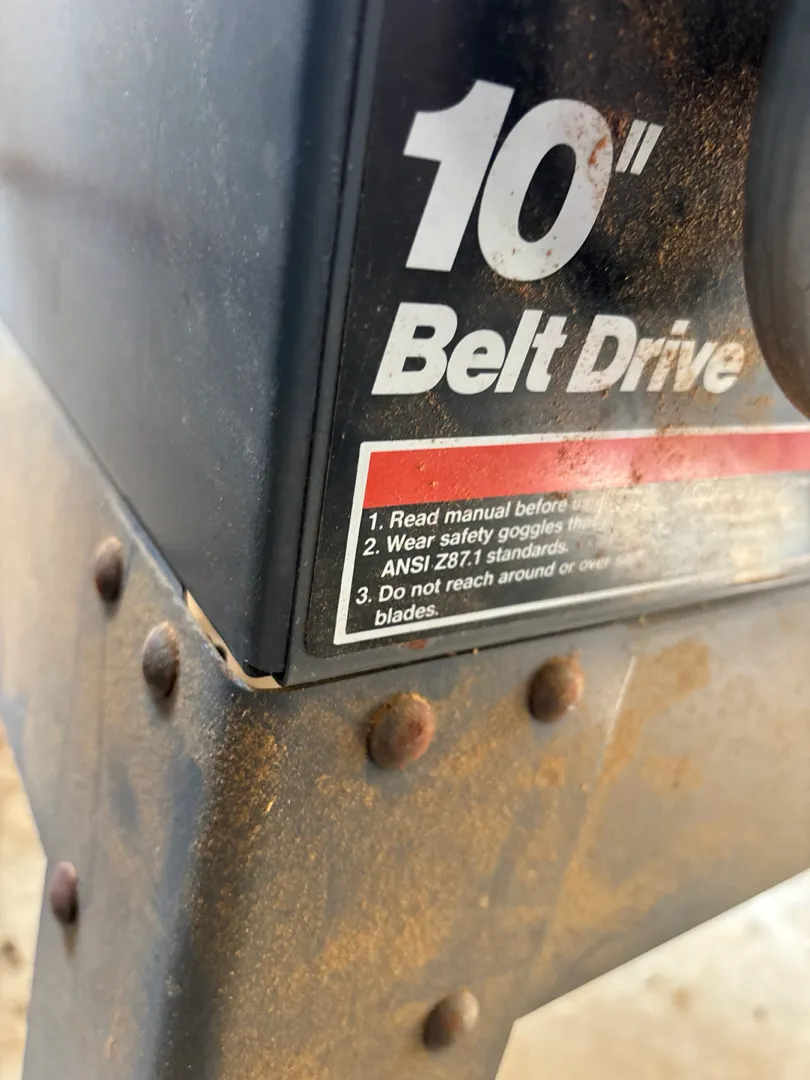 10"
Belt Drive
1. Read manual before
2. Wear safety goggles
ANSI Z87.1 standards.
3. Do not reach around or over
blades.